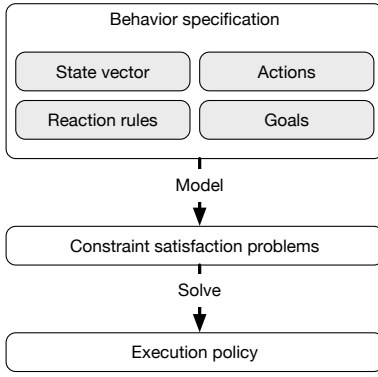 Behavior specification
State vector
Actions
Reaction rules
Goals
Model
Constraint satisfaction problems
Solve
Execution policy